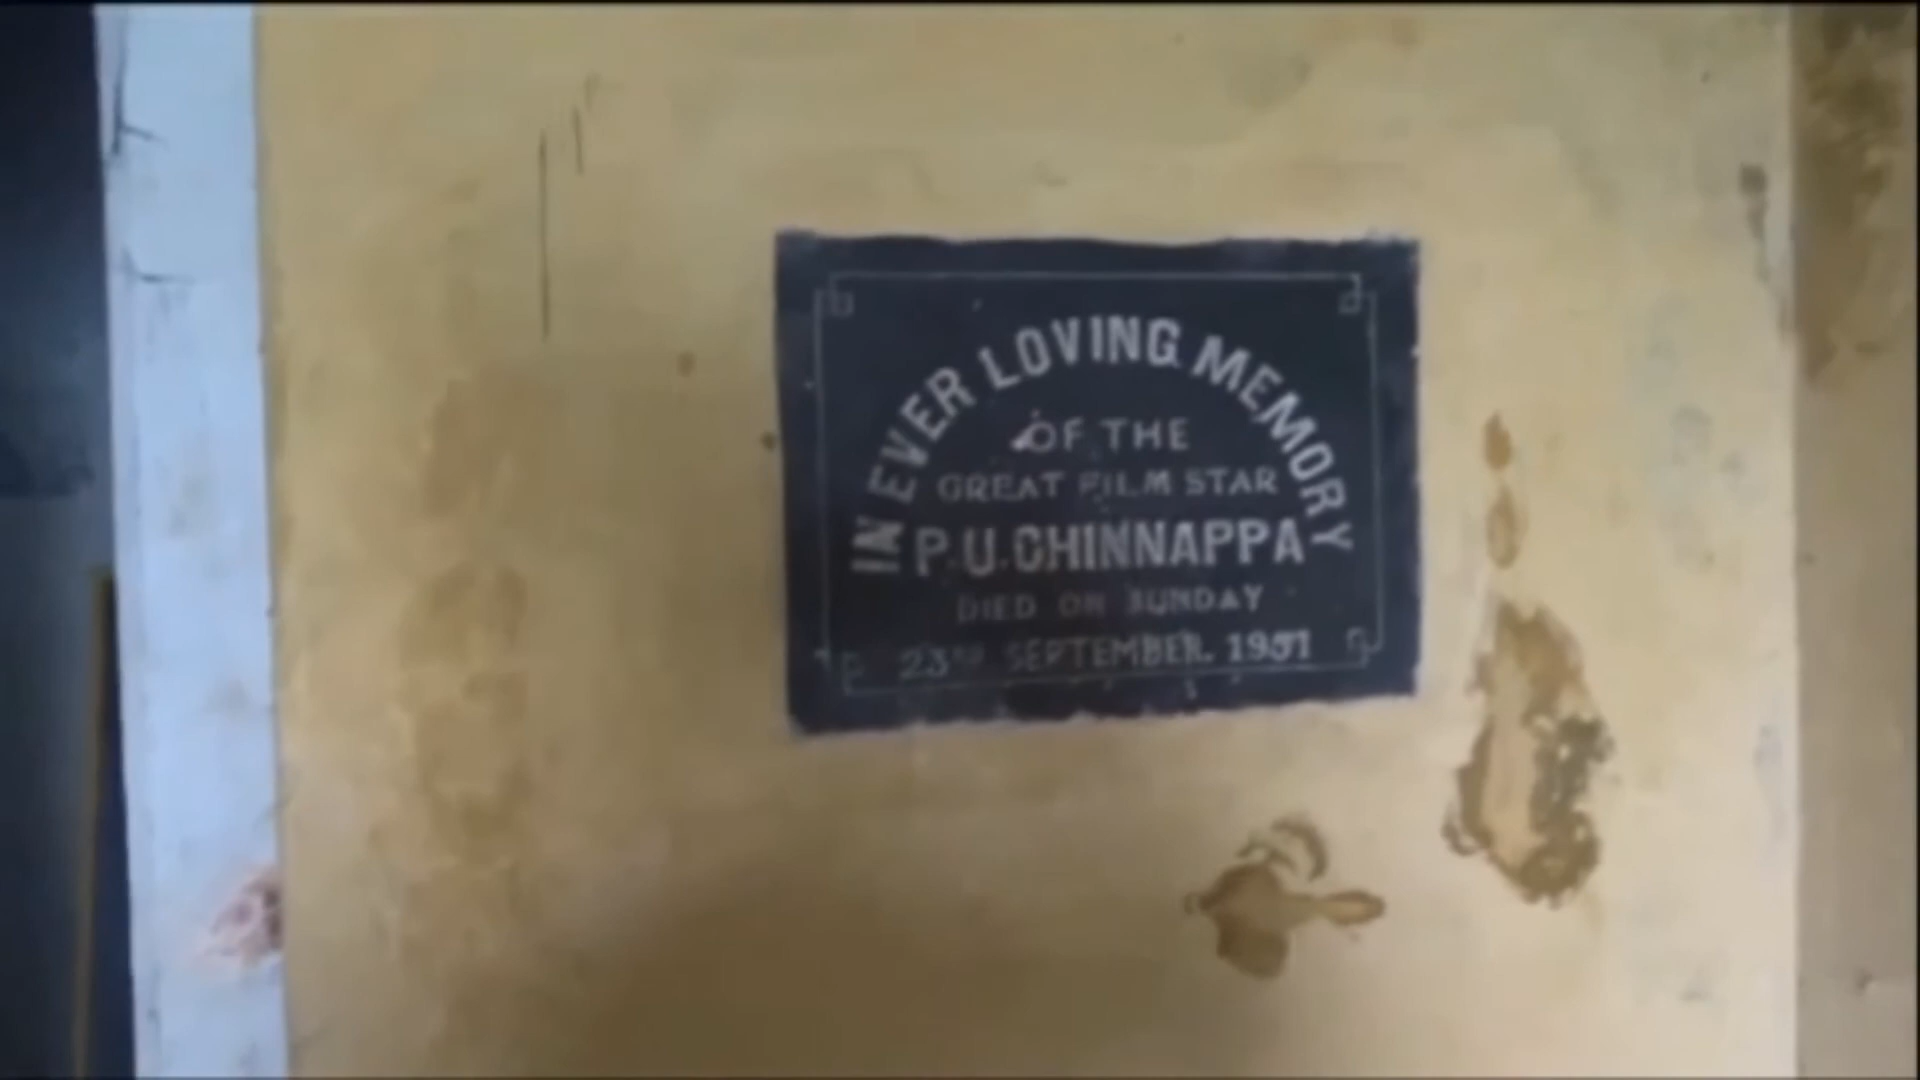 IN EVER LOVING MEMORY
OF THE
GREAT FILM STAR
P.U.CHINNAPPA
DIED ON SUNDAY
23RD SEPTEMBER. 1951